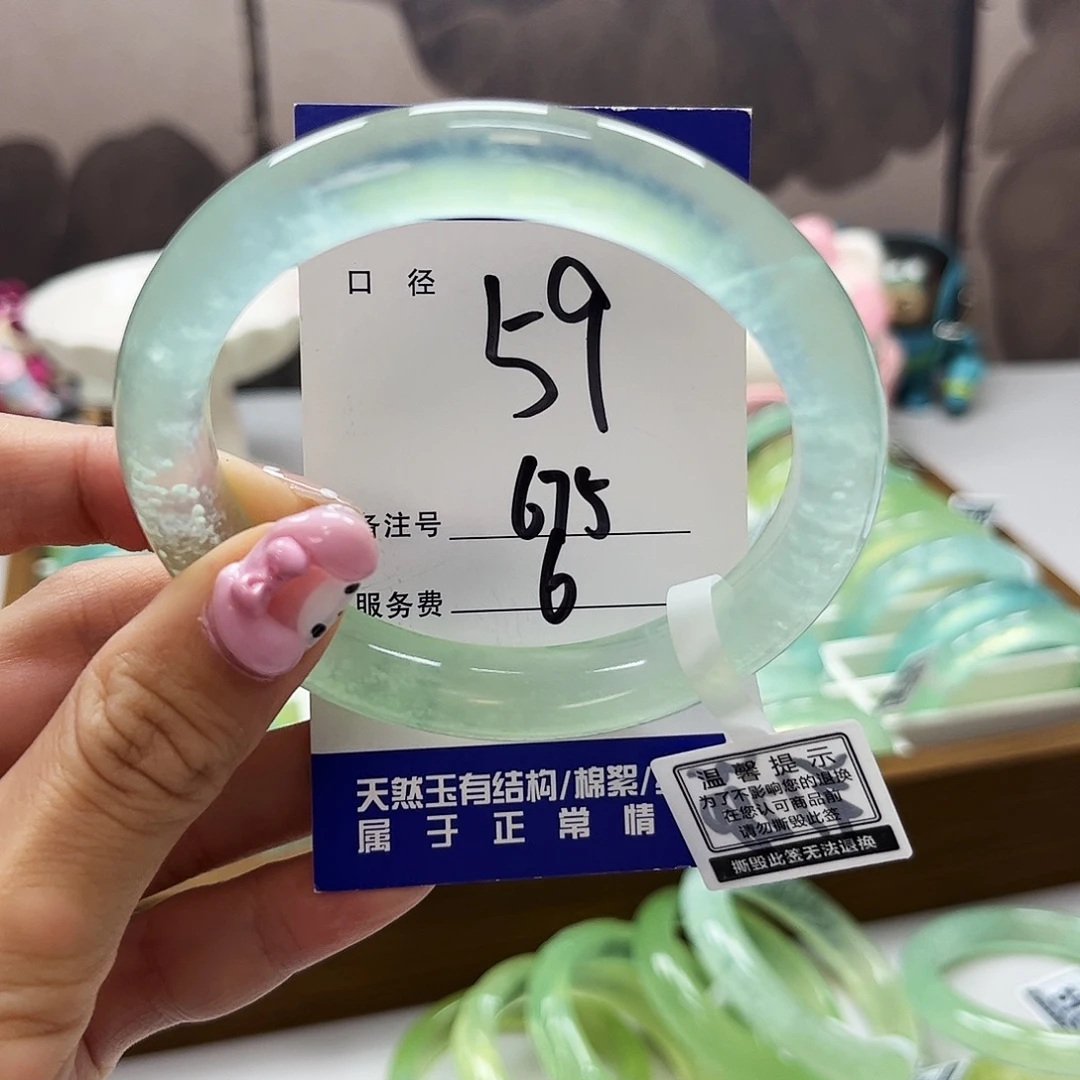 口 径
59
备注号 675
服务费 6
天然玉有结构/棉絮/
属 于 正 常 情
温馨提示
为了不影响您的退换
在您认可商品前
请勿撕毁此签
撕毁此签无法退换